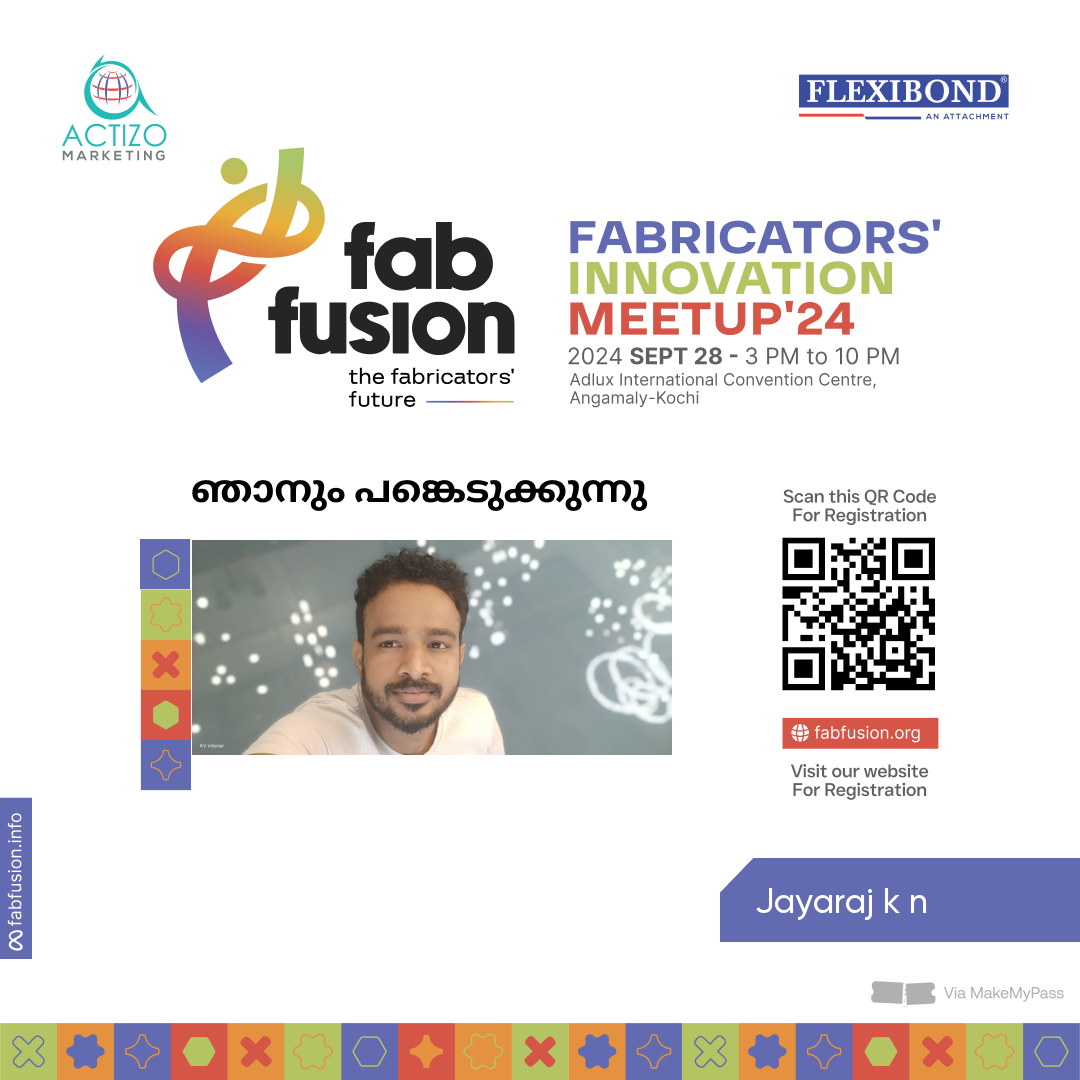 ACTIZO
MARKETING
FLEXIBOND®
AN ATTACHMENT
fab
fusion
the fabricators'
future
FABRICATORS'
INNOVATION
MEETUP'24
2024 SEPT 28 - 3 PM to 10 PM
Adlux International Convention Centre,
Angamaly-Kochi
ഞാനും പങ്കെടുക്കുന്നു
Scan this QR Code
For Registration
KV Interior
fabfusion.org
Visit our website
For Registration
fabfusion.info
Jayaraj k n
Via MakeMyPass